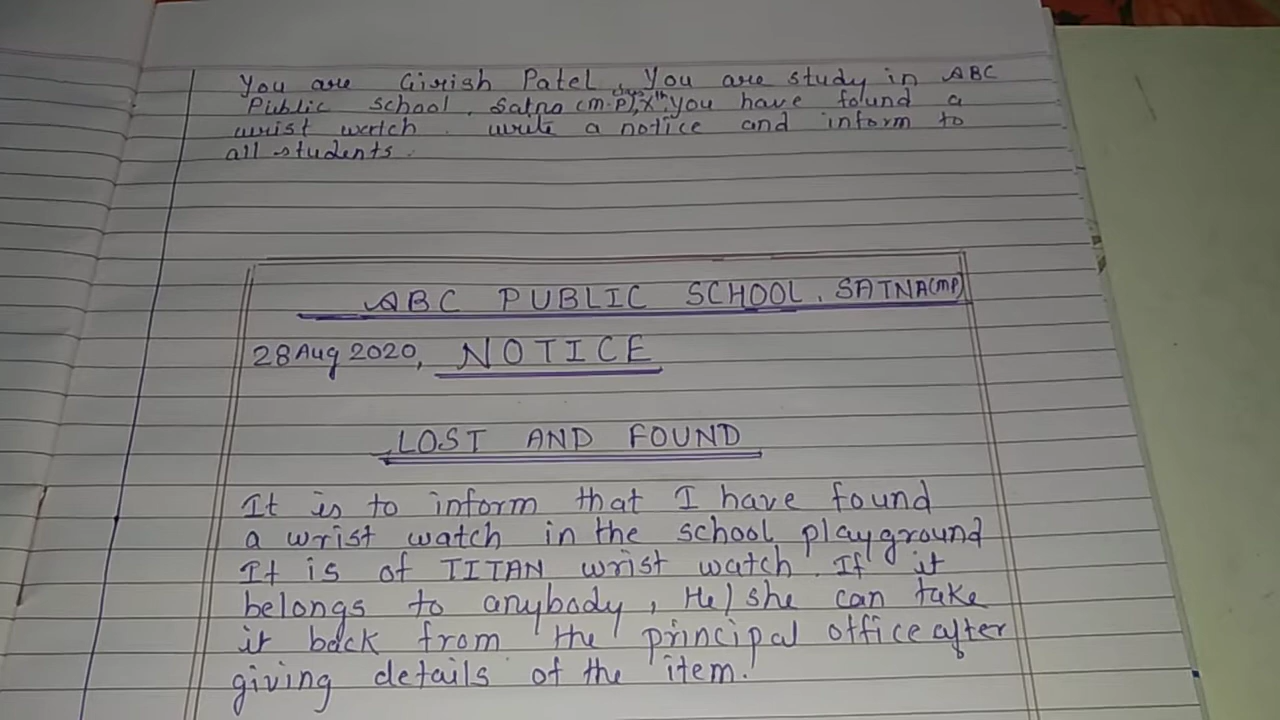 You are Girish Patel. You are study in ABC
Public school, Satna (M.P), Xth. you have found a
wrist watch. write a notice and inform to
all students.
ABC PUBLIC SCHOOL, SATNA(MP)
28 Aug 2020, NOTICE
LOST AND FOUND
It is to inform that I have found
a wrist watch in the school playground
It is of TITAN wrist watch. If it
belongs to anybody, He/she can take
it back from the principal office after
giving details of the item.